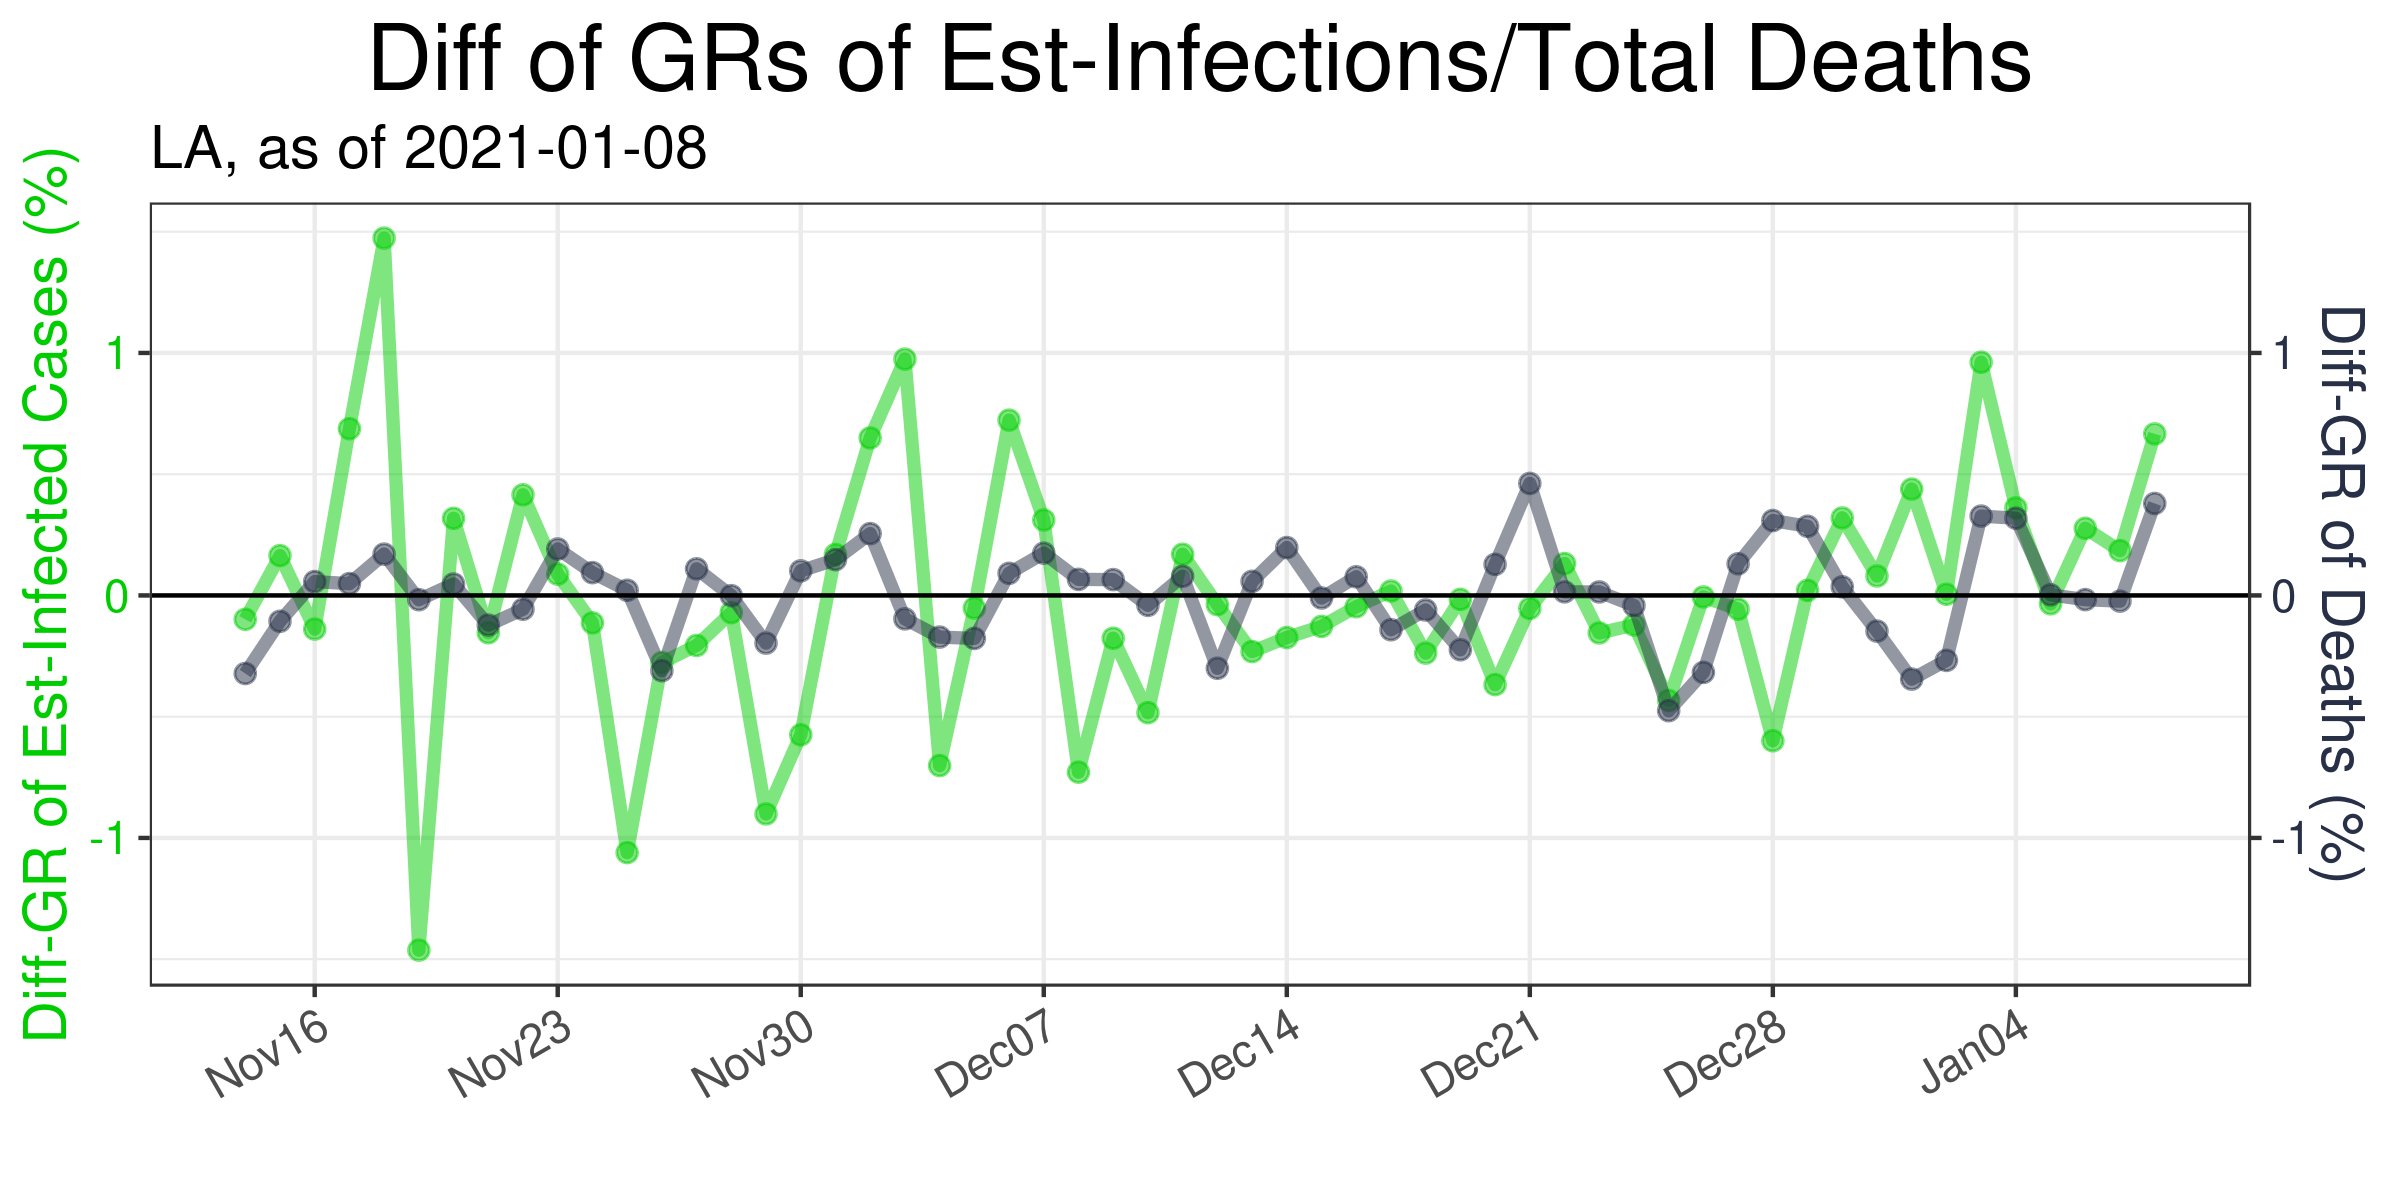 Diff of GRs of Est-Infections/Total Deaths
LA, as of 2021-01-08
Diff-GR of Est-Infected Cases (%)
1
0
-1
1
0
-1
Diff-GR of Deaths (%)
Nov16
Nov23
Nov30
Dec07
Dec14
Dec21
Dec28
Jan04